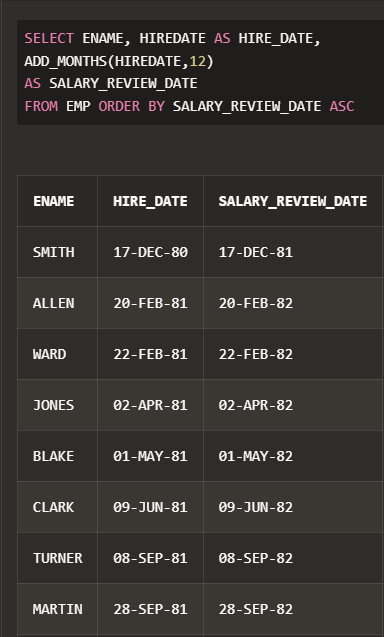 SELECT ENAME, HIREDATE AS HIRE_DATE,
ADD_MONTHS(HIREDATE,12)
AS SALARY_REVIEW_DATE
FROM EMP ORDER BY SALARY_REVIEW_DATE ASC
ENAME HIRE_DATE SALARY_REVIEW_DATE
SMITH 17-DEC-80 17-DEC-81
ALLEN 20-FEB-81 20-FEB-82
WARD 22-FEB-81 22-FEB-82
JONES 02-APR-81 02-APR-82
BLAKE 01-MAY-81 01-MAY-82
CLARK 09-JUN-81 09-JUN-82
TURNER 08-SEP-81 08-SEP-82
MARTIN 28-SEP-81 28-SEP-82